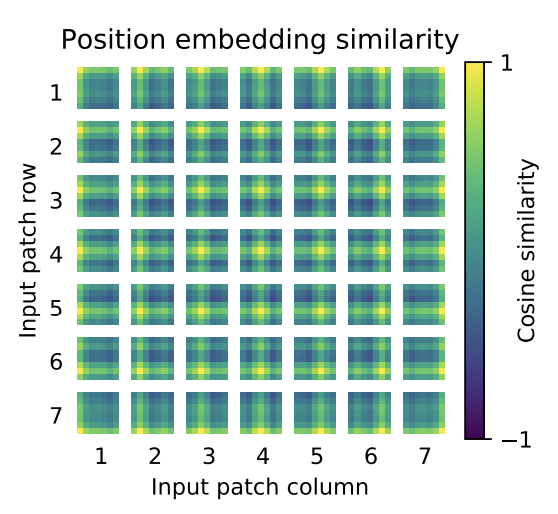 Position embedding similarity
1
2
3
4
5
6
7
Input patch row
1 2 3 4 5 6 7
Input patch column
1
−1
Cosine similarity